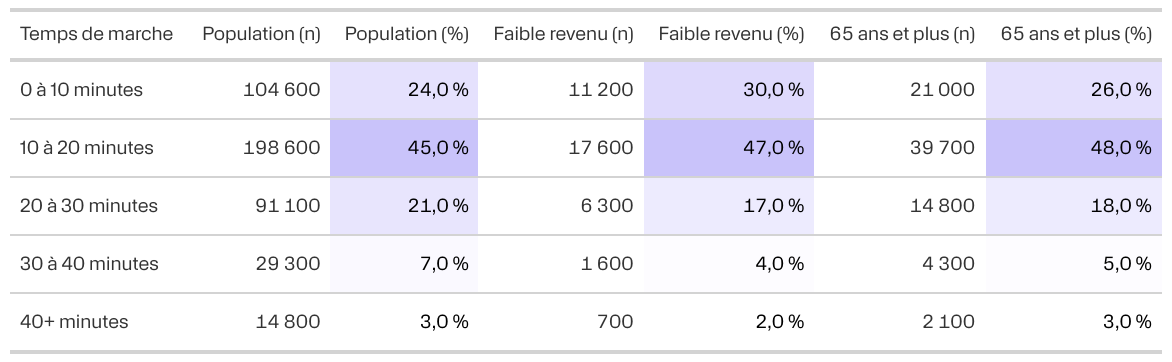 Temps de marche Population (n) Population (%) Faible revenu (n) Faible revenu (%) 65 ans et plus (n) 65 ans et plus (%)
0 à 10 minutes 104 600 24,0 % 11 200 30,0 % 21 000 26,0 %
10 à 20 minutes 198 600 45,0 % 17 600 47,0 % 39 700 48,0 %
20 à 30 minutes 91 100 21,0 % 6 300 17,0 % 14 800 18,0 %
30 à 40 minutes 29 300 7,0 % 1 600 4,0 % 4 300 5,0 %
40+ minutes 14 800 3,0 % 700 2,0 % 2 100 3,0 %